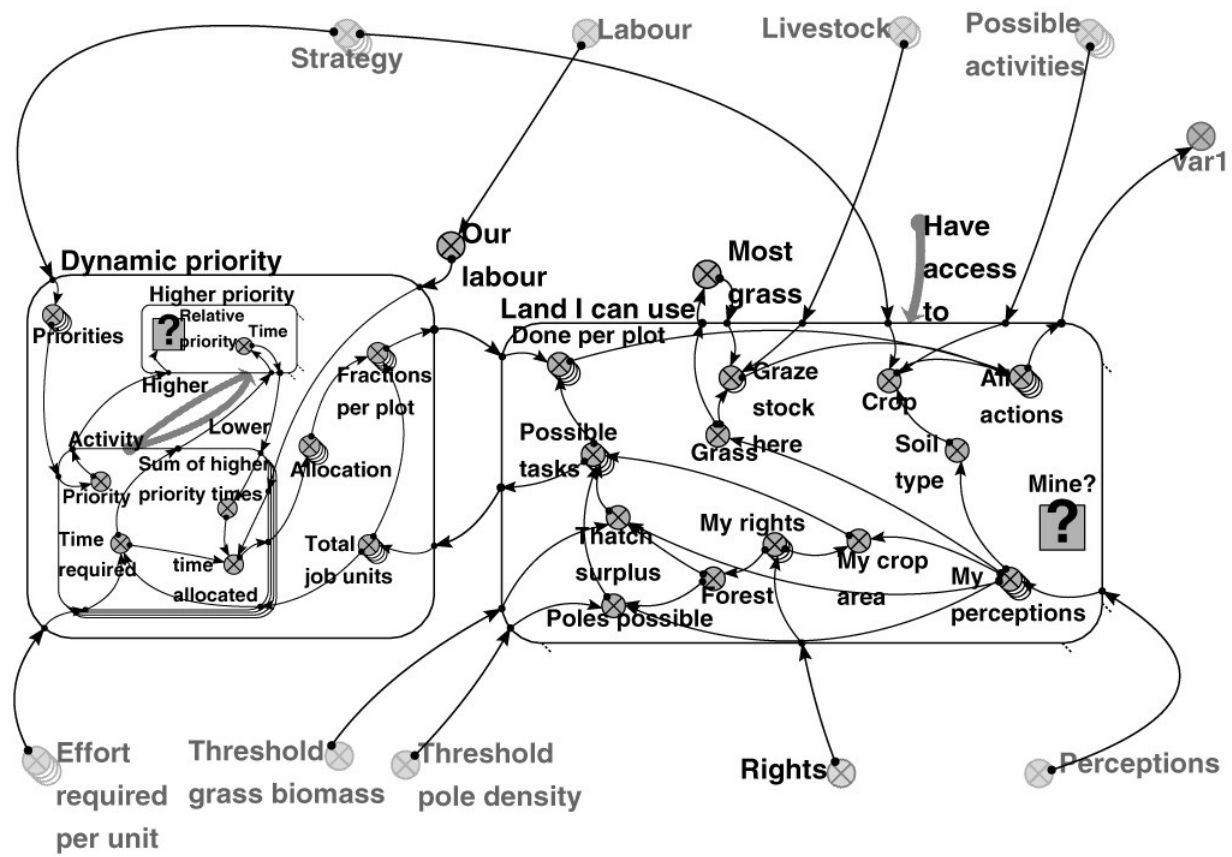 Strategy
Labour
Livestock
Possible
activities
var1
Our
labour
Dynamic priority
Higher priority
?
Relative
priority
Time
Priorities
Higher
Fractions
per plot
Lower
Activity
Sum of higher
priority times
Allocation
Priority
Time
required
time
allocated
Total
job units
Most
grass
Have
access
to
Land I can use
Done per plot
Graze
stock
here
Crop
All
actions
Possible
tasks
Grass
Soil
type
Mine?
?
Thatch
surplus
My rights
My crop
area
Forest
Poles possible
My
perceptions
Effort
required
per unit
Threshold
grass biomass
Threshold
pole density
Rights
Perceptions